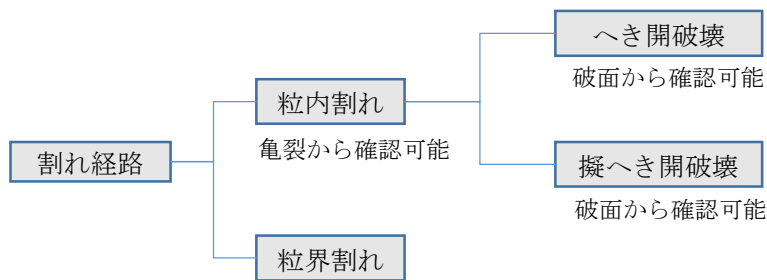 へき開破壊
破面から確認可能
粒内割れ
亀裂から確認可能
割れ経路
擬へき開破壊
破面から確認可能
粒界割れ